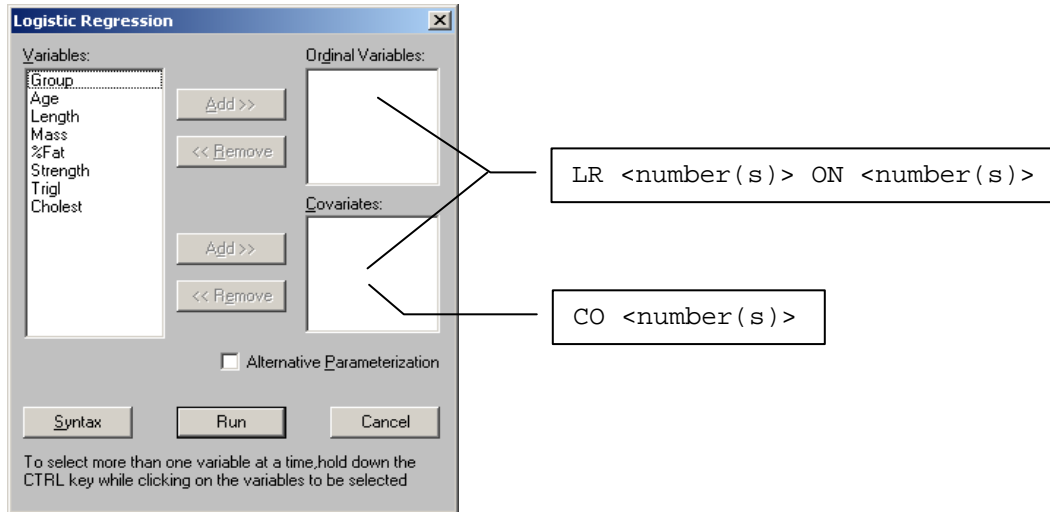 Logistic Regression
Variables:
Ordinal Variables:
Group
Age
Length
Mass
%Fat
Strength
Trigl
Cholest
Add >>
<< Remove
Covariates:
Add >>
<< Remove
Alternative Parameterization
Syntax
Run
Cancel
To select more than one variable at a time,hold down the
CTRL key while clicking on the variables to be selected
LR <number(s)> ON <number(s)>
CO <number(s)>